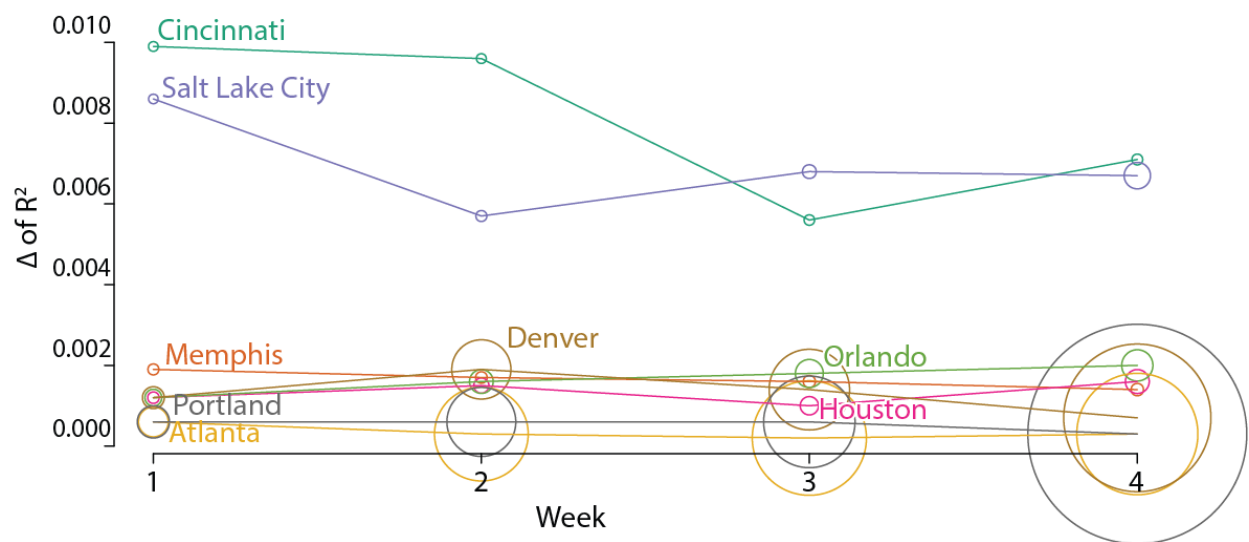 0.010
Cincinnati
Salt Lake City
0.008
0.006
Δ of R²
0.004
Denver
Memphis
Orlando
0.002
Portland
Houston
Atlanta
0.000
1 2 3 4
Week